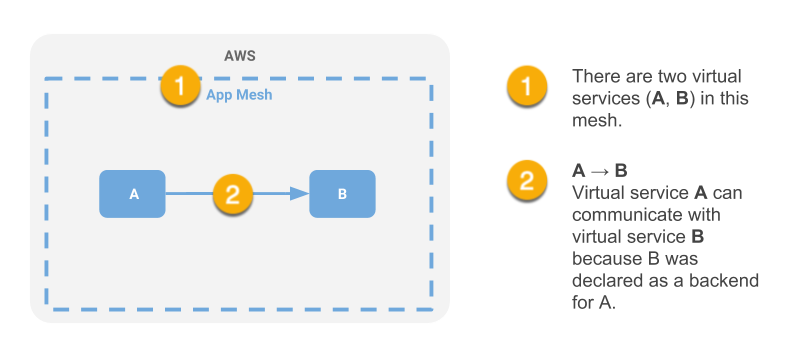 AWS
1
App Mesh
A
2
B
1
There are two virtual
services (A, B) in this
mesh.
2
A → B
Virtual service A can
communicate with
virtual service B
because B was
declared as a backend
for A.